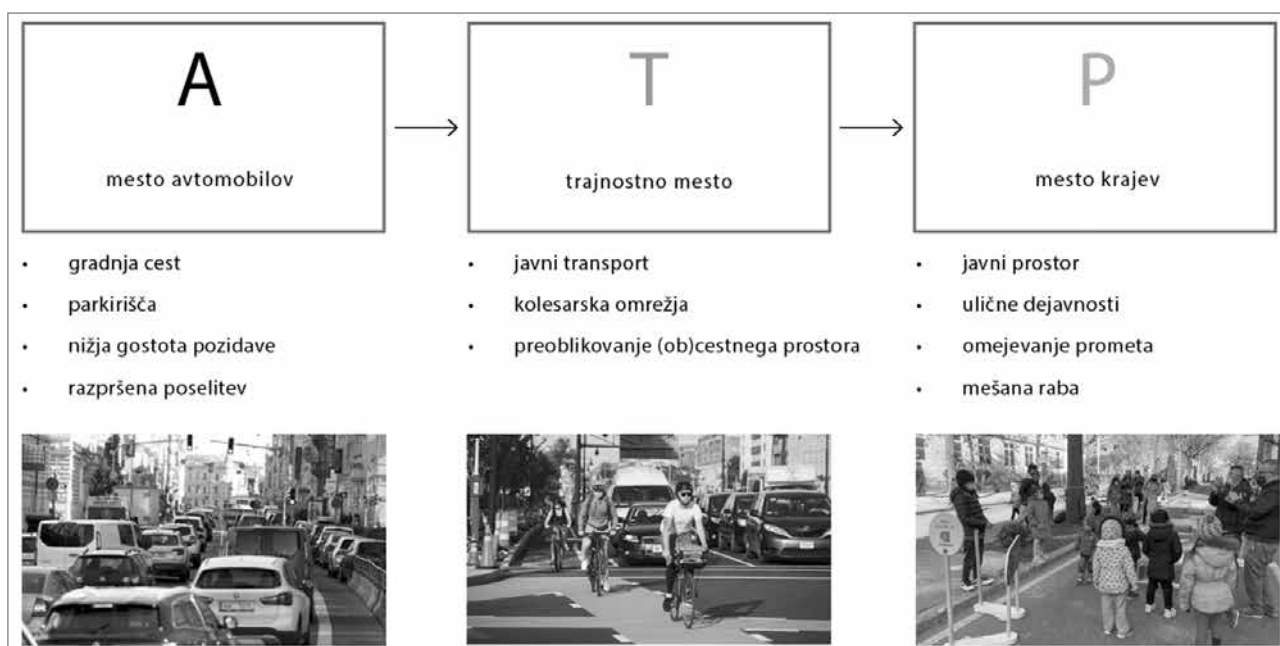 A
mesto avtomobilov
• gradnja cest
• parkirišča
• nižja gostota pozidave
• razpršena poselitev
T
trajnostno mesto
• javni transport
• kolesarska omrežja
• preoblikovanje (ob)cestnega prostora
P
mesto krajev
• javni prostor
• ulične dejavnosti
• omejevanje prometa
• mešana raba